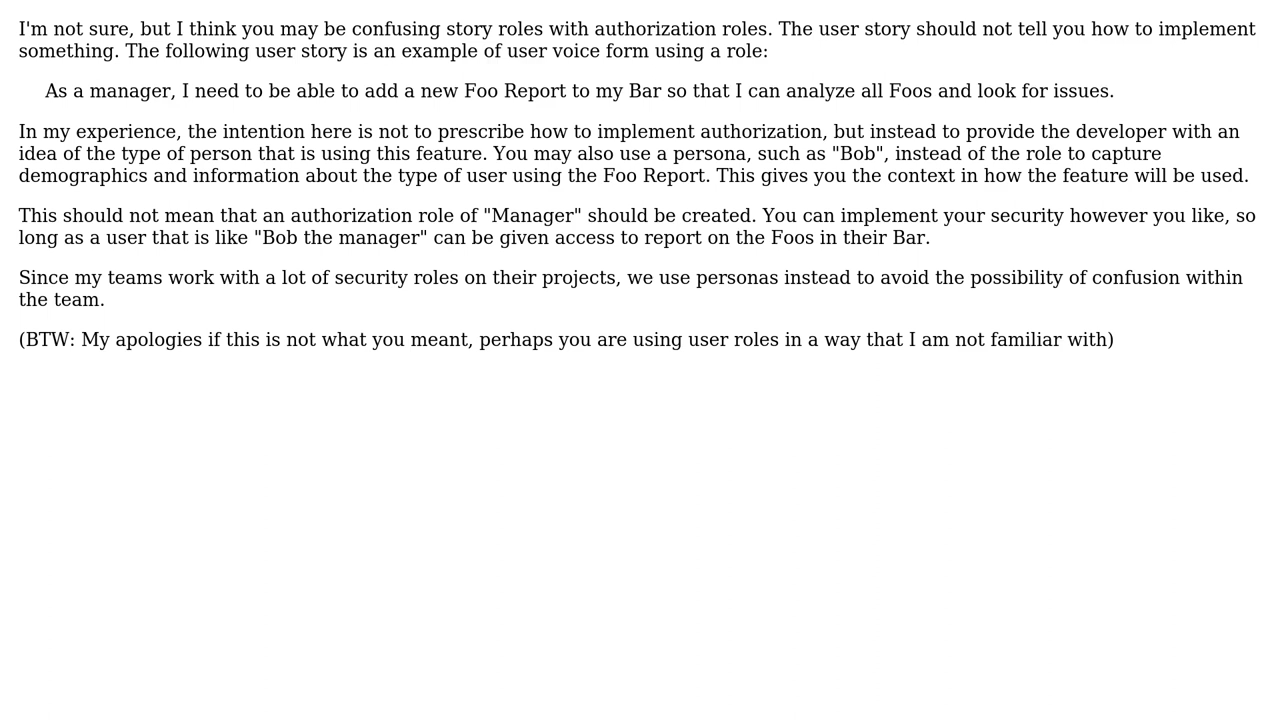 I'm not sure, but I think you may be confusing story roles with authorization roles. The user story should not tell you how to implement
something. The following user story is an example of user voice form using a role:
As a manager, I need to be able to add a new Foo Report to my Bar so that I can analyze all Foos and look for issues.
In my experience, the intention here is not to prescribe how to implement authorization, but instead to provide the developer with an
idea of the type of person that is using this feature. You may also use a persona, such as "Bob", instead of the role to capture
demographics and information about the type of user using the Foo Report. This gives you the context in how the feature will be used.
This should not mean that an authorization role of "Manager" should be created. You can implement your security however you like, so
long as a user that is like "Bob the manager" can be given access to report on the Foos in their Bar.
Since my teams work with a lot of security roles on their projects, we use personas instead to avoid the possibility of confusion within
the team.
(BTW: My apologies if this is not what you meant, perhaps you are using user roles in a way that I am not familiar with)